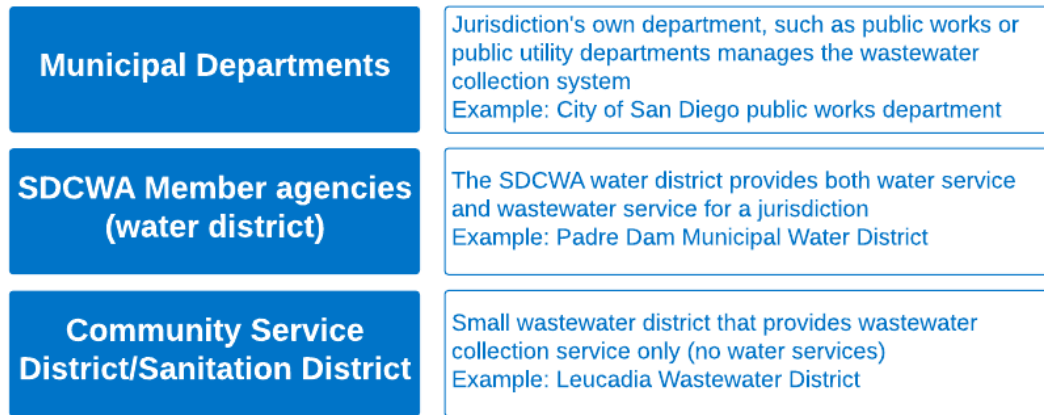 Municipal Departments
Jurisdiction's own department, such as public works or
public utility departments manages the wastewater
collection system
Example: City of San Diego public works department
SDCWA Member agencies
(water district)
The SDCWA water district provides both water service
and wastewater service for a jurisdiction
Example: Padre Dam Municipal Water District
Community Service
District/Sanitation District
Small wastewater district that provides wastewater
collection service only (no water services)
Example: Leucadia Wastewater District